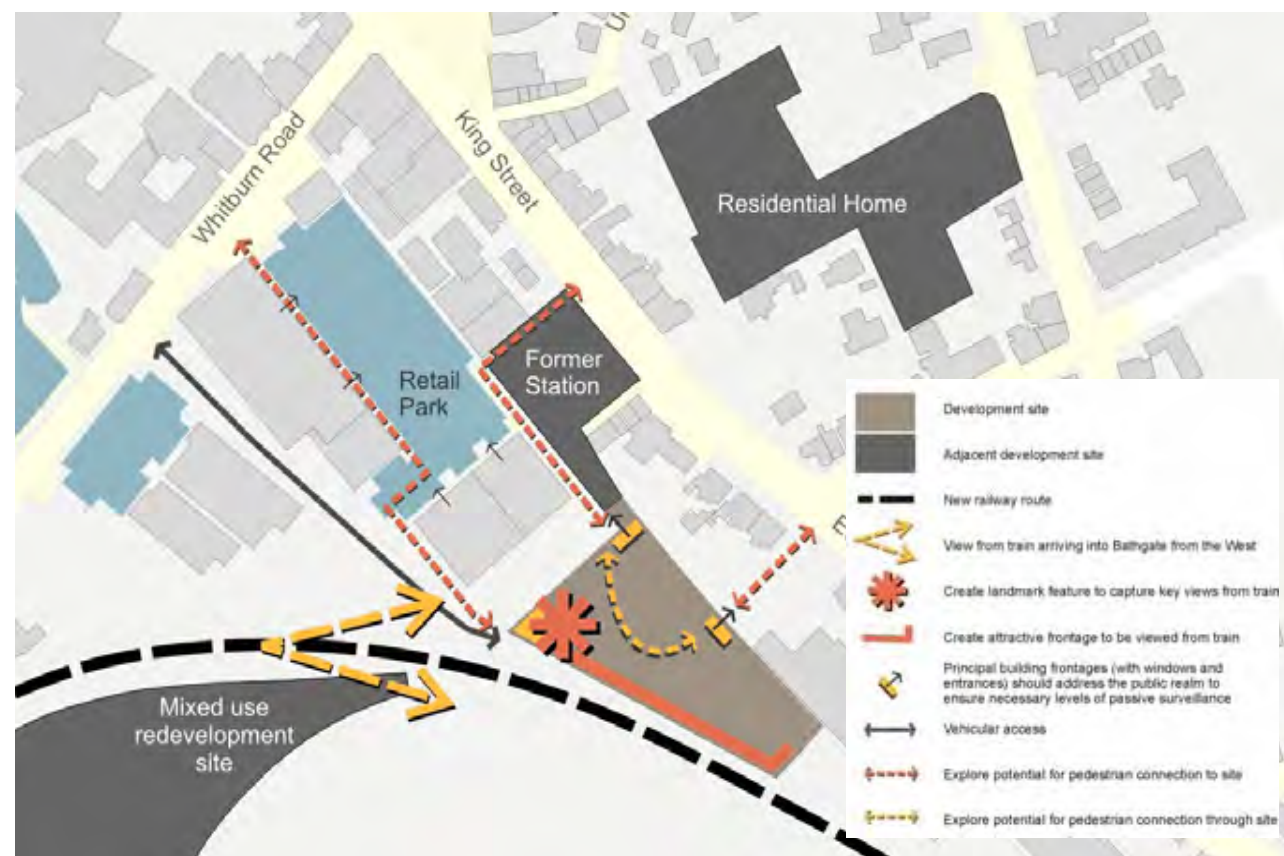 Whitburn Road
King Street
Residential Home
Former
Station
Retail
Park
Mixed use
redevelopment
site
Development site
Adjacent development site
New railway route
View from train arriving into Bathgate from the West
Create landmark feature to capture key views from train
Create attractive frontage to be viewed from train
Principal building frontages (with windows and
entrances) should address the public realm to
ensure necessary levels of passive surveillance
Vehicular access
Explore potential for pedestrian connection to site
Explore potential for pedestrian connection through site